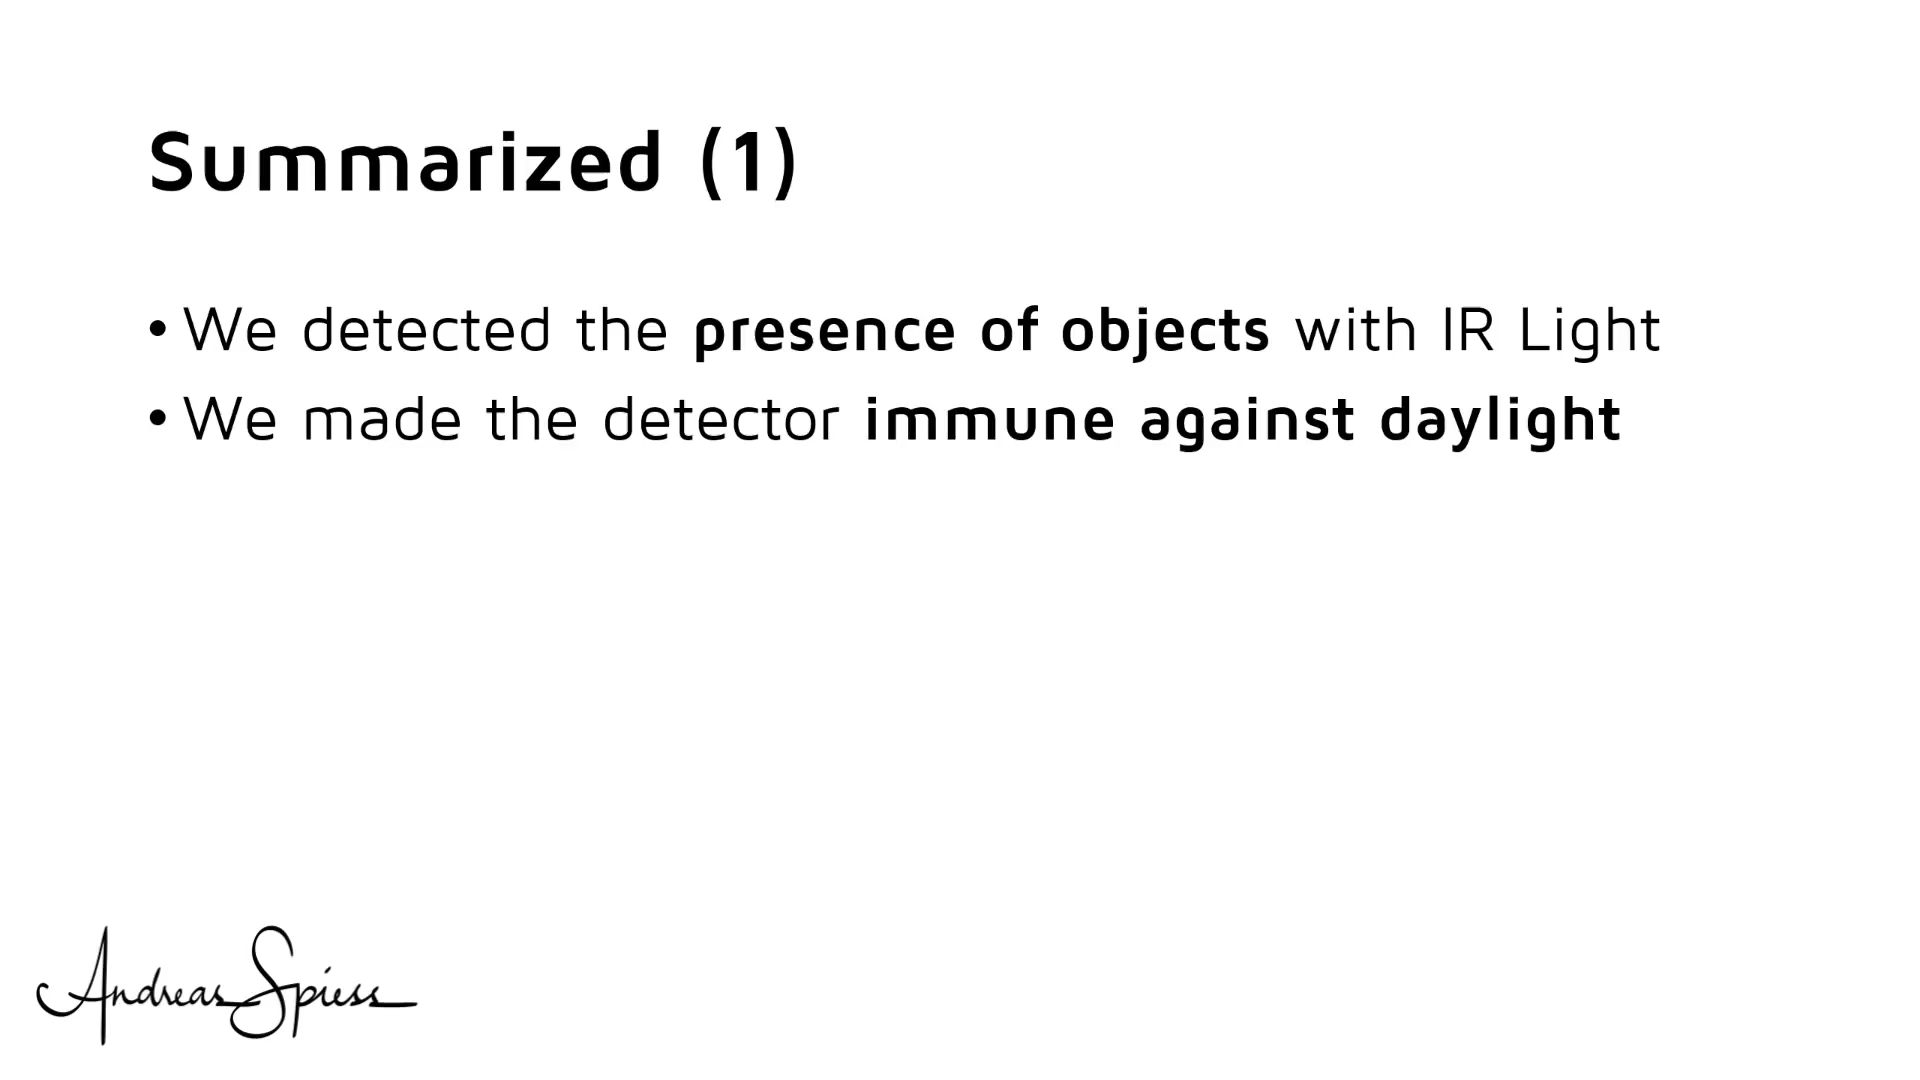 Summarized (1)
• We detected the presence of objects with IR Light
• We made the detector immune against daylight
Andreas Spiess